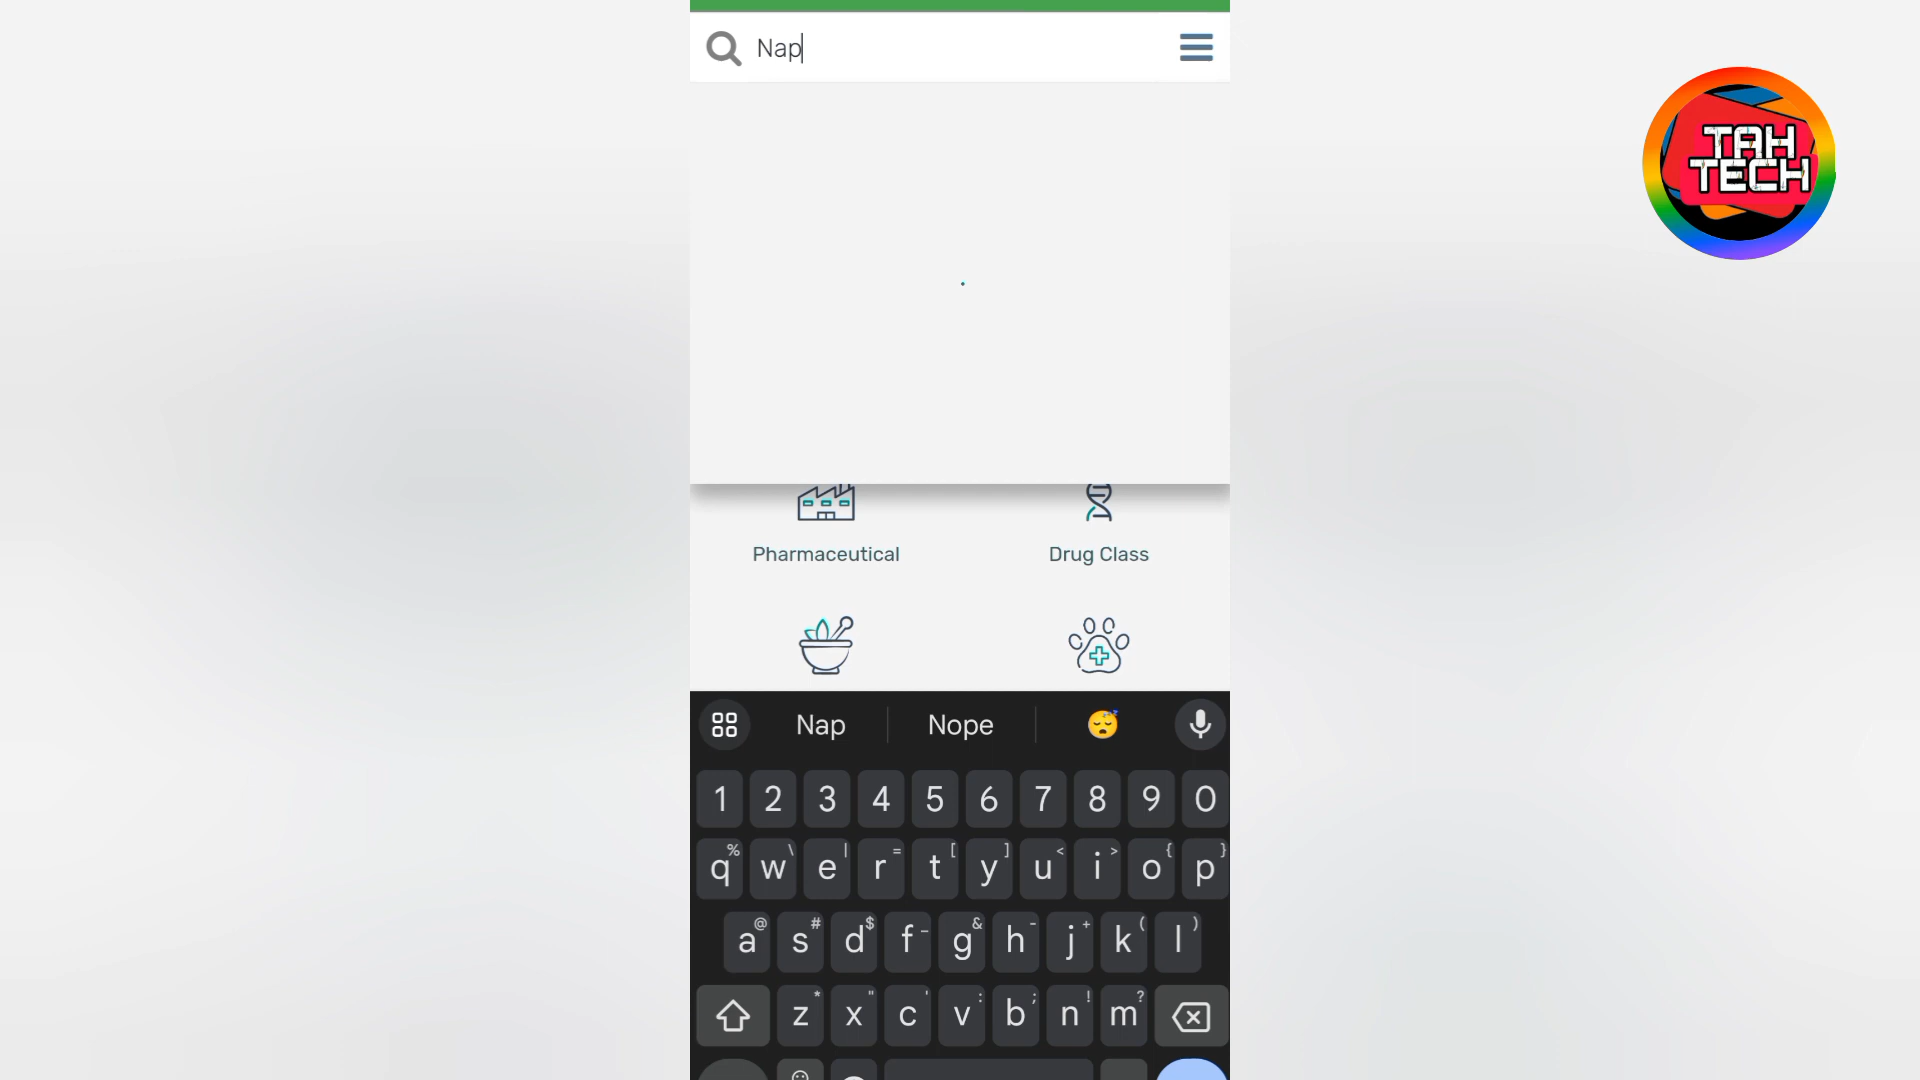 Nap
TAH
TECH
Pharmaceutical Drug Class
Nap Nope 😴
1 2 3 4 5 6 7 8 9 0
q % w \ e | r = t [ y ] u < i > o { p }
a @ s # d $ f _ g & h - j + k ( l )
z * x " c ' v : b ; n ! m ?